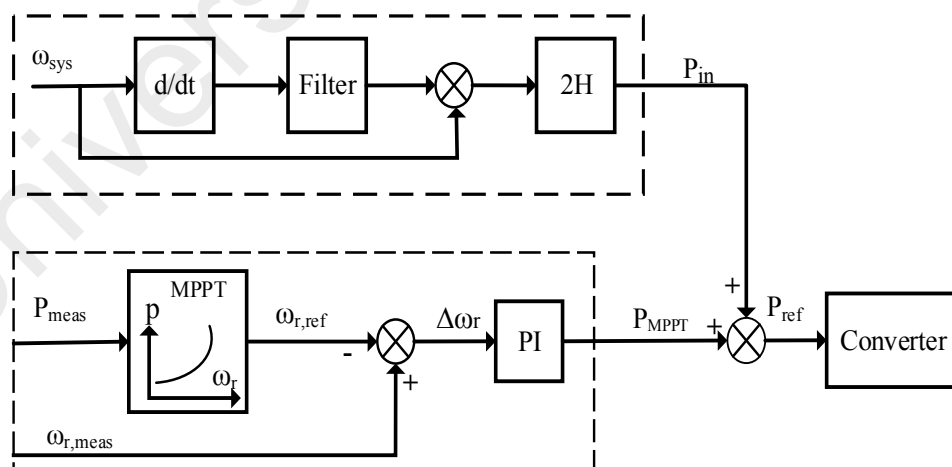 ω_sys
d/dt
Filter
2H
P_in
P_meas
MPPT
p
ω_r
ω_r,ref
-
+
Δωr
PI
P_MPPT
+
+
P_ref
Converter
ω_r,meas